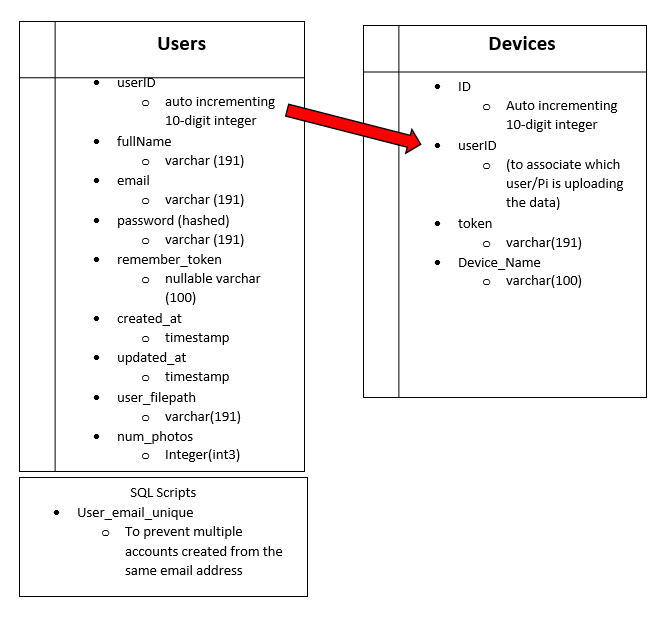 Users
• userID
o auto incrementing
10-digit integer
• fullName
o varchar (191)
• email
o varchar (191)
• password (hashed)
o varchar (191)
• remember_token
o nullable varchar
(100)
• created_at
o timestamp
• updated_at
o timestamp
• user_filepath
o varchar(191)
• num_photos
o Integer(int3)
SQL Scripts
• User_email_unique
o To prevent multiple
accounts created from the
same email address
Devices
• ID
o Auto incrementing
10-digit integer
• userID
o (to associate which
user/Pi is uploading
the data)
• token
o varchar(191)
• Device_Name
o varchar(100)